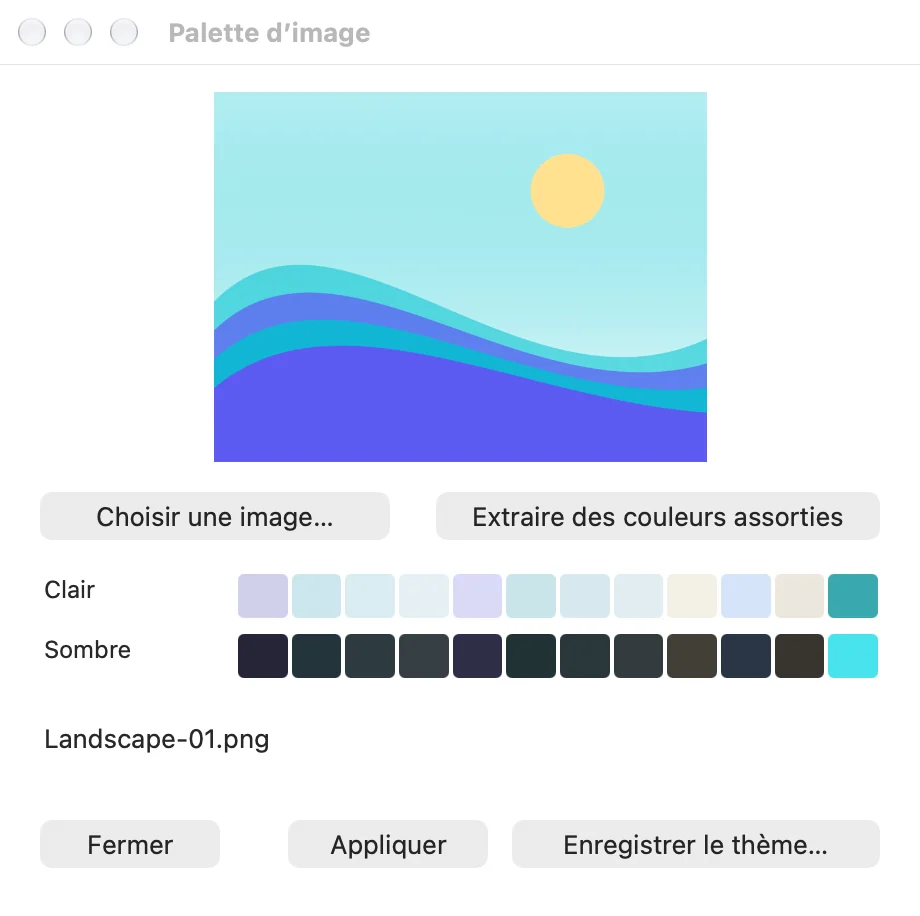 Palette d’image
Choisir une image...
Extraire des couleurs assorties
Clair
Sombre
Landscape-01.png
Fermer
Appliquer
Enregistrer le thème...